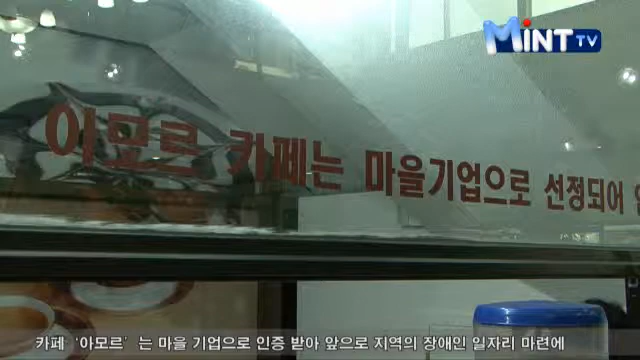 MINT TV
아모르 카페는 마을기업으로 선정되어
카페 '아모르' 는 마을 기업으로 인증 받아 앞으로 지역의 장애인 일자리 마련에